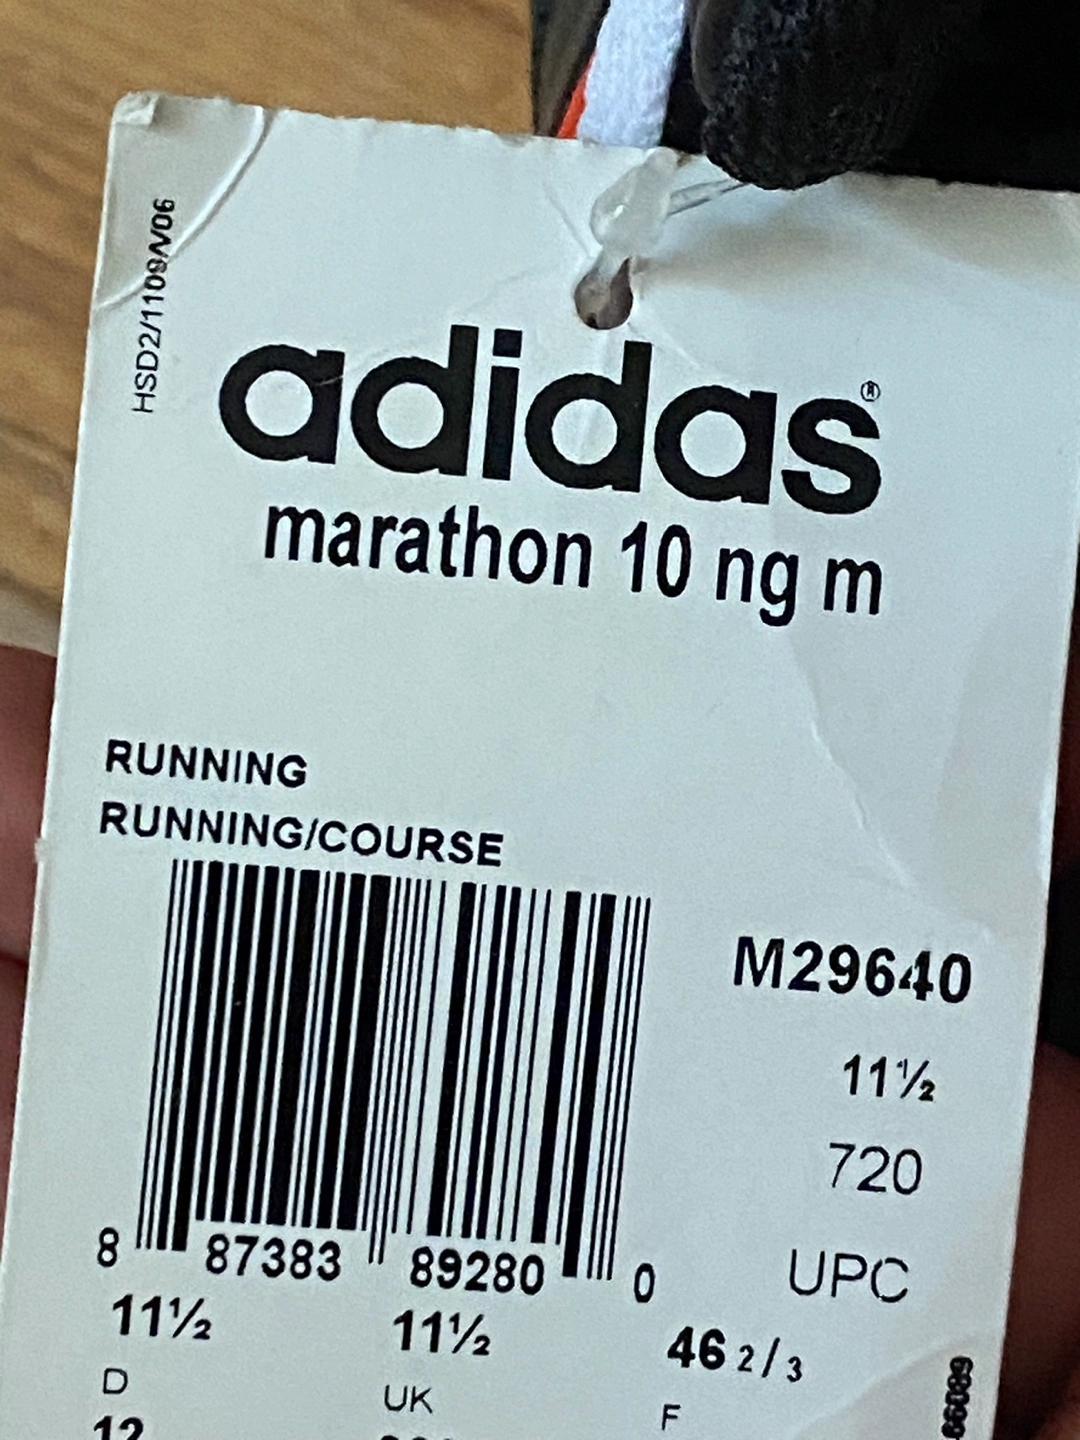 HSD2/1109/V06
adidas®
marathon 10 ng m
RUNNING
RUNNING/COURSE
M29640
11½
720
UPC
8 87383 89280 0
11½ 11½ 46 2/3
D UK F
12